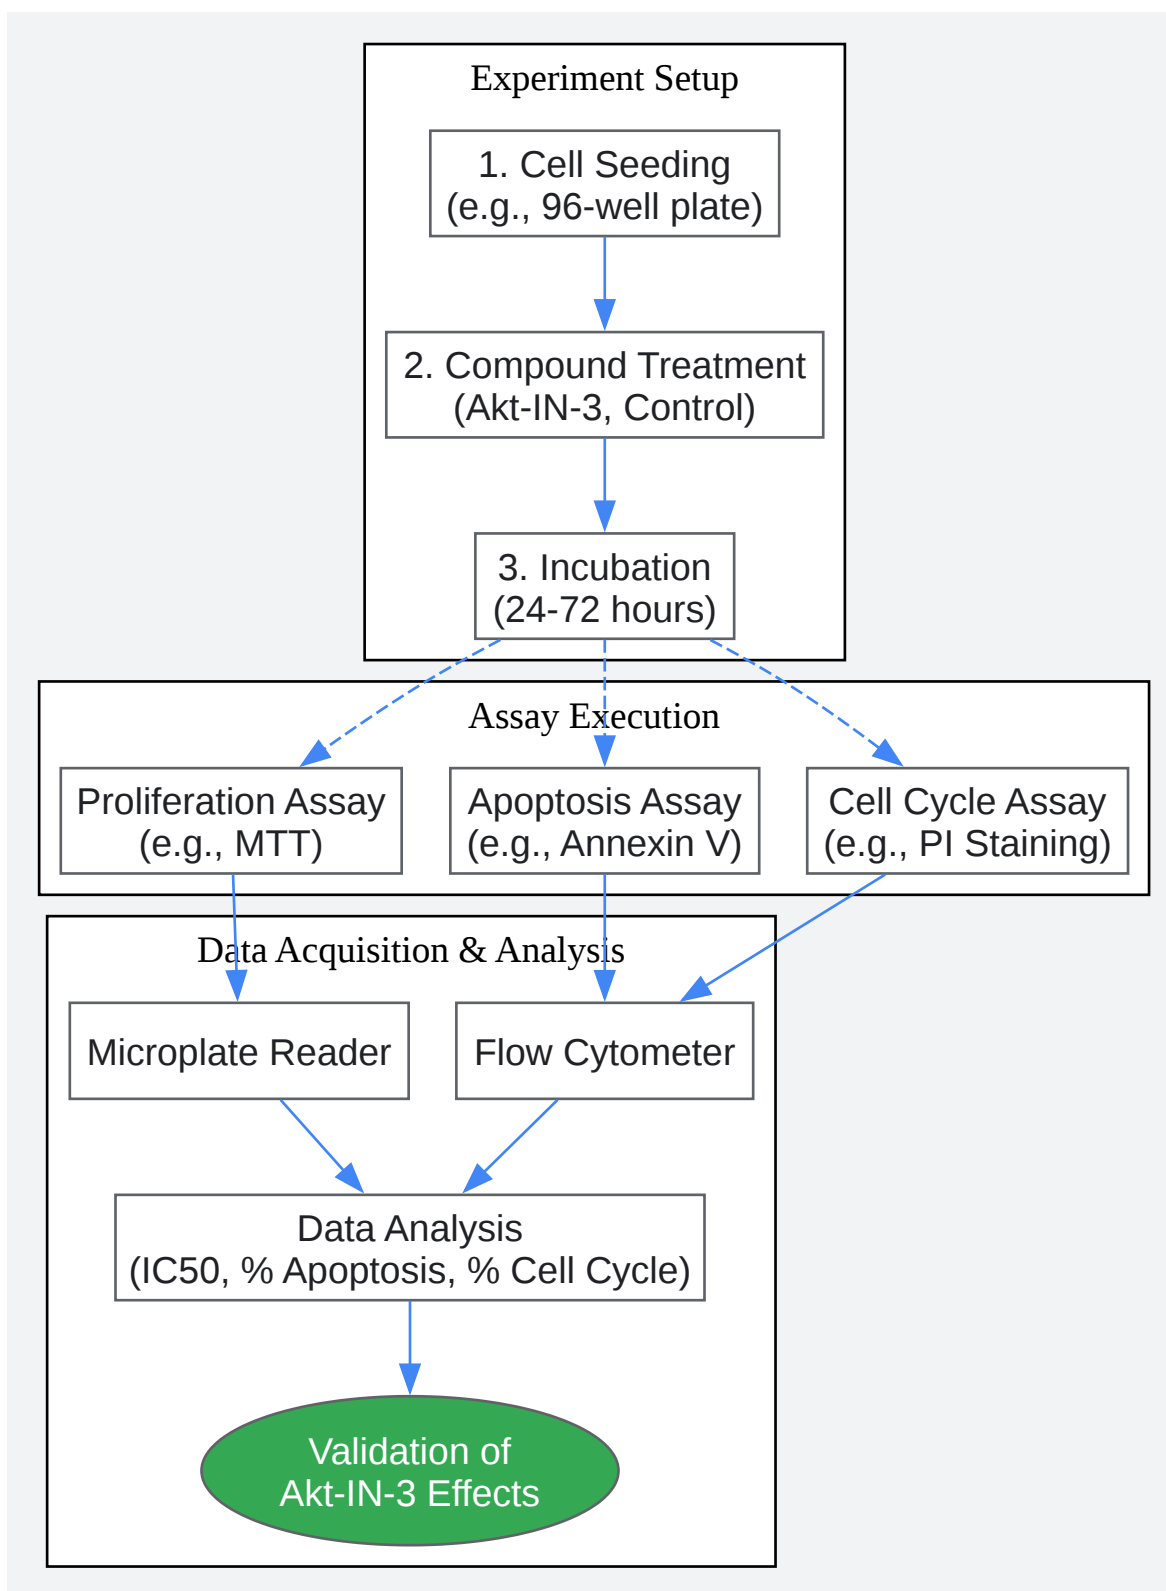 Experiment Setup
1. Cell Seeding
(e.g., 96-well plate)
2. Compound Treatment
(Akt-IN-3, Control)
3. Incubation
(24-72 hours)
Assay Execution
Proliferation Assay
(e.g., MTT)
Apoptosis Assay
(e.g., Annexin V)
Cell Cycle Assay
(e.g., PI Staining)
Data Acquisition & Analysis
Microplate Reader
Flow Cytometer
Data Analysis
(IC50, % Apoptosis, % Cell Cycle)
Validation of
Akt-IN-3 Effects